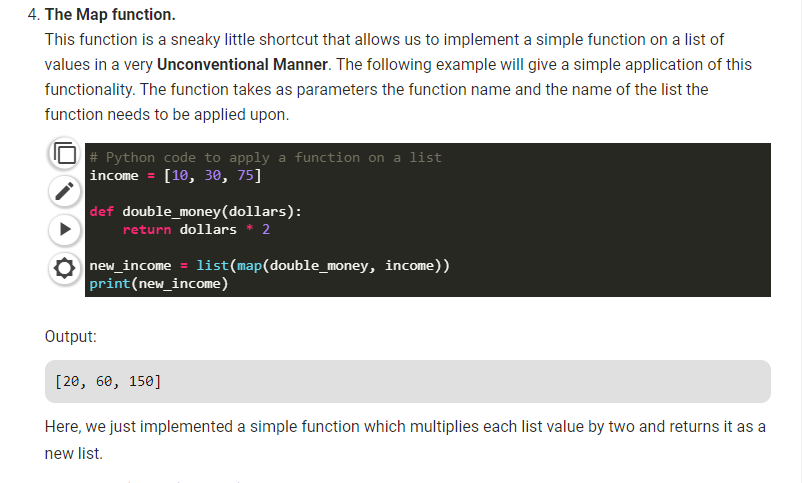 4. The Map function.
This function is a sneaky little shortcut that allows us to implement a simple function on a list of
values in a very Unconventional Manner. The following example will give a simple application of this
functionality. The function takes as parameters the function name and the name of the list the
function needs to be applied upon.
# Python code to apply a function on a list
income = [10, 30, 75]
def double_money(dollars):
    return dollars * 2
new_income = list(map(double_money, income))
print(new_income)
Output:
[20, 60, 150]
Here, we just implemented a simple function which multiplies each list value by two and returns it as a
new list.